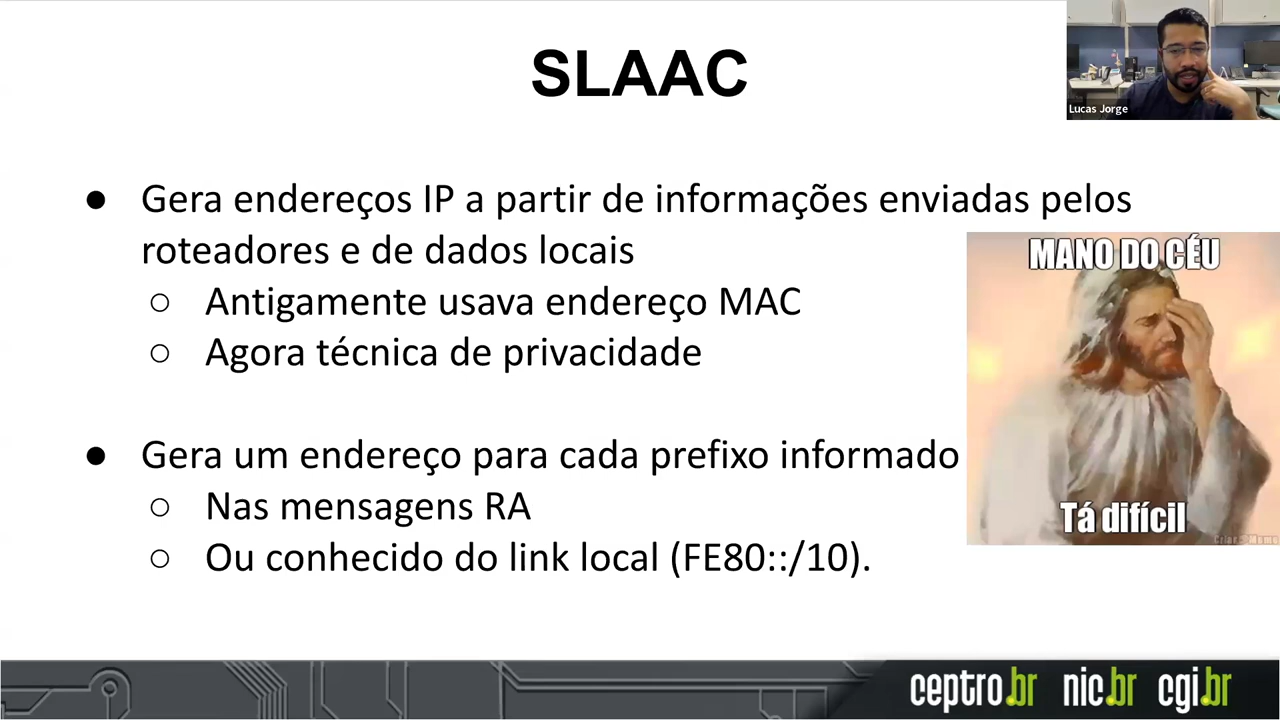 SLAAC
Lucas Jorge
● Gera endereços IP a partir de informações enviadas pelos
roteadores e de dados locais
○ Antigamente usava endereço MAC
○ Agora técnica de privacidade
● Gera um endereço para cada prefixo informado
○ Nas mensagens RA
○ Ou conhecido do link local (FE80::/10).
MANO DO CÉU
Tá difícil
ceptro.br nic.br cgi.br